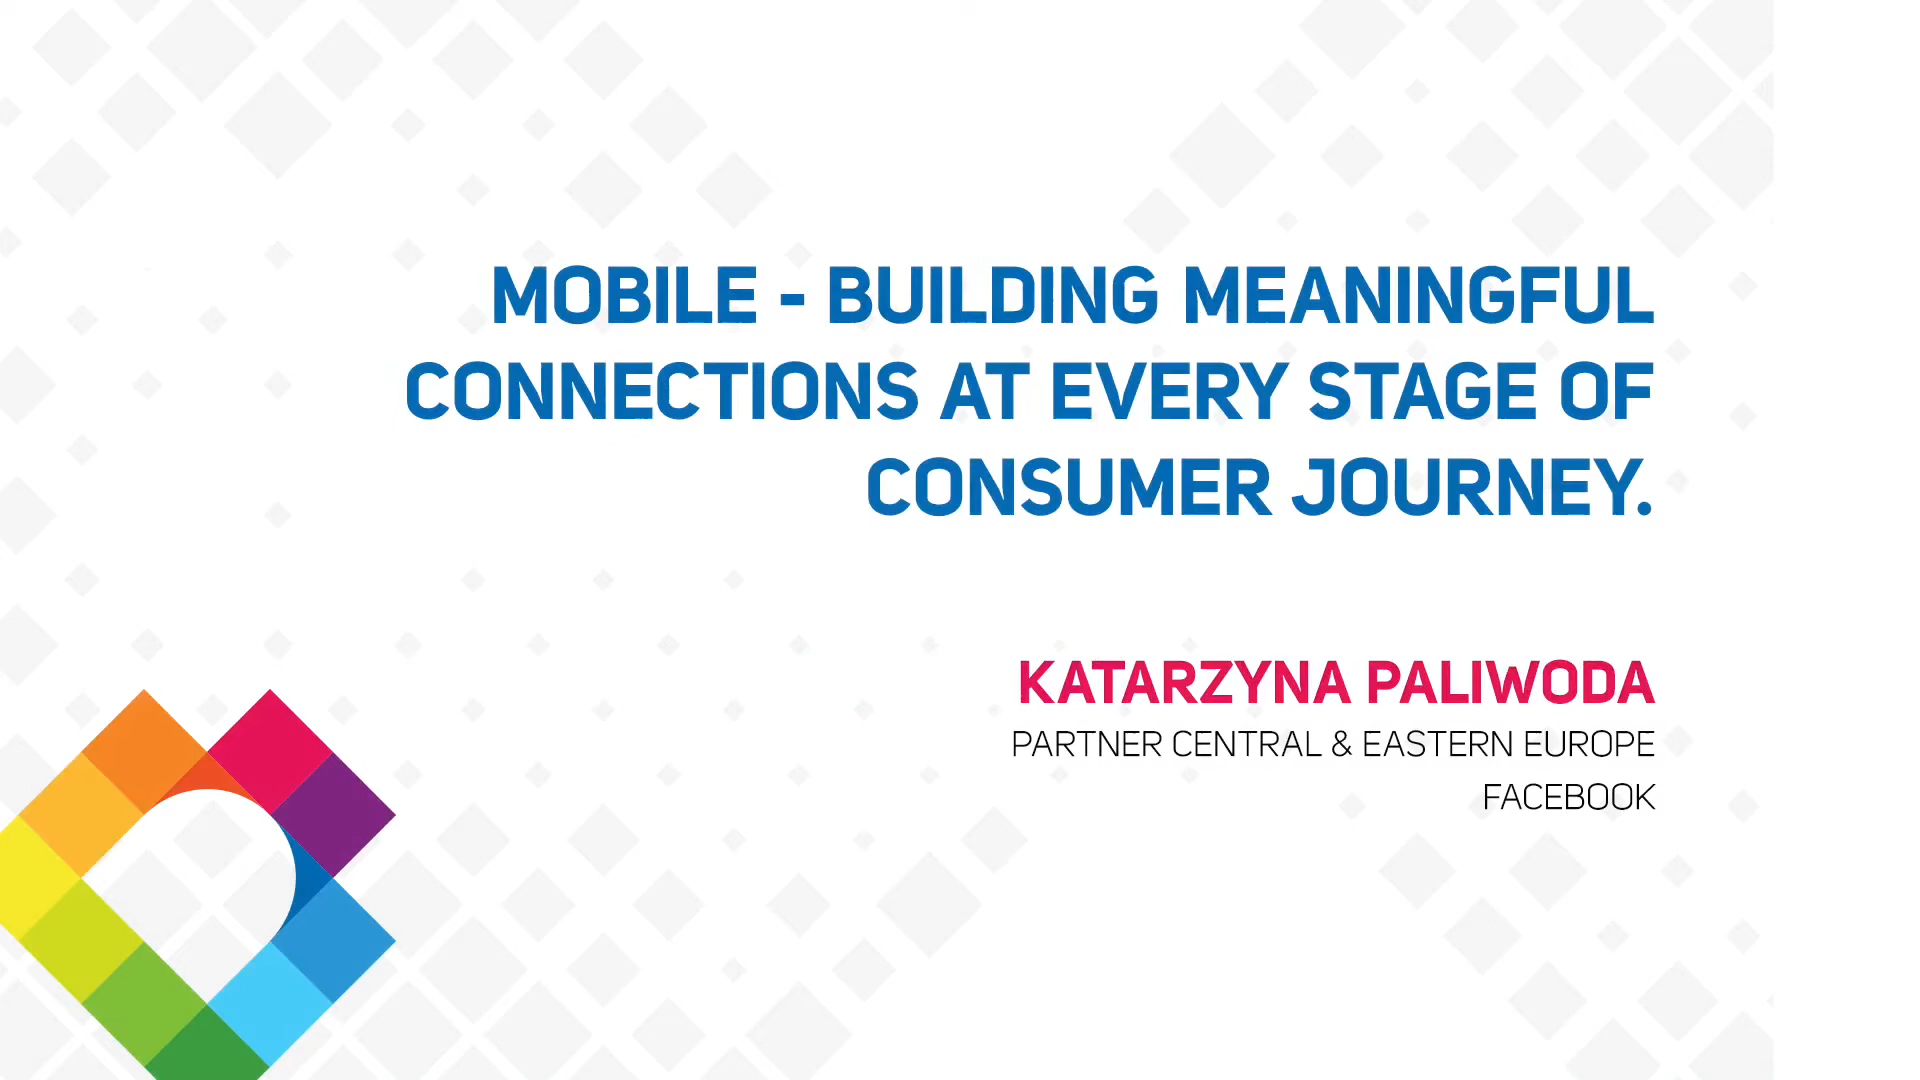 MOBILE - BUILDING MEANINGFUL
CONNECTIONS AT EVERY STAGE OF
CONSUMER JOURNEY.
KATARZYNA PALIWODA
PARTNER CENTRAL & EASTERN EUROPE
FACEBOOK